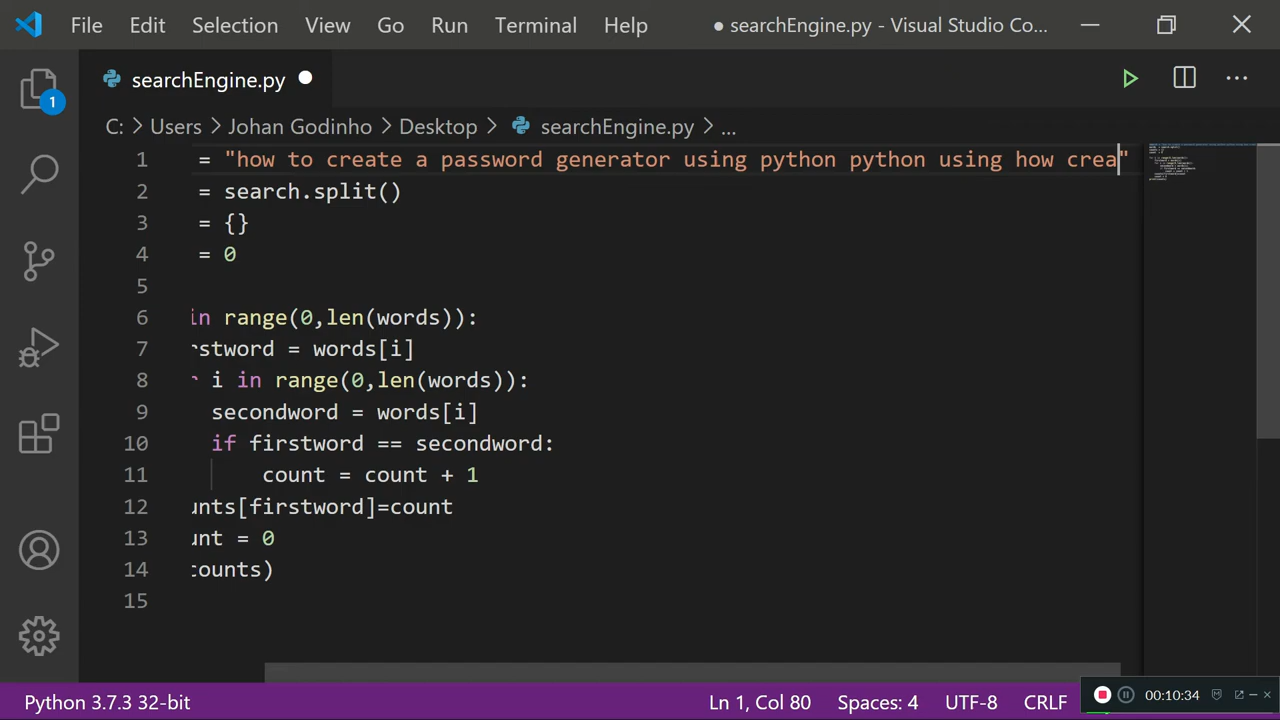 File Edit Selection View Go Run Terminal Help ● searchEngine.py - Visual Studio Co...
1
searchEngine.py
C: > Users > Johan Godinho > Desktop > searchEngine.py > ...
1 = "how to create a password generator using python python using how crea"
2 = search.split()
3 = {}
4 = 0
5
6 in range(0,len(words)):
7 rstword = words[i]
8 r i in range(0,len(words)):
9 secondword = words[i]
10 if firstword == secondword:
11 count = count + 1
12 unts[firstword]=count
13 unt = 0
14 counts)
15
Python 3.7.3 32-bit Ln 1, Col 80 Spaces: 4 UTF-8 CRLF 00:10:34